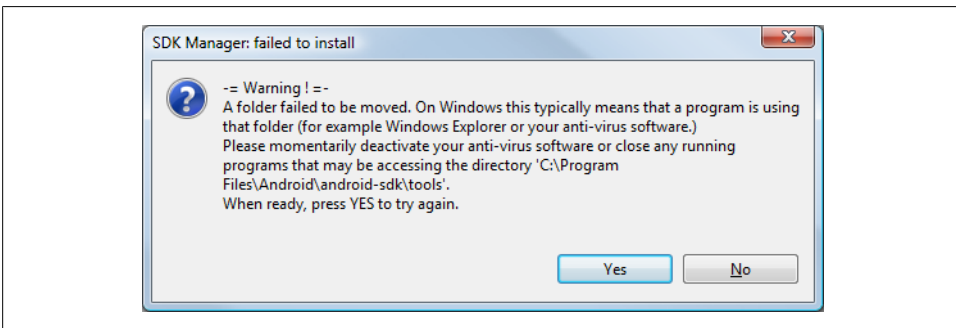 SDK Manager: failed to install
-= Warning ! =-
A folder failed to be moved. On Windows this typically means that a program is using
that folder (for example Windows Explorer or your anti-virus software.)
Please momentarily deactivate your anti-virus software or close any running
programs that may be accessing the directory 'C:\Program
Files\Android\android-sdk\tools'.
When ready, press YES to try again.
Yes No